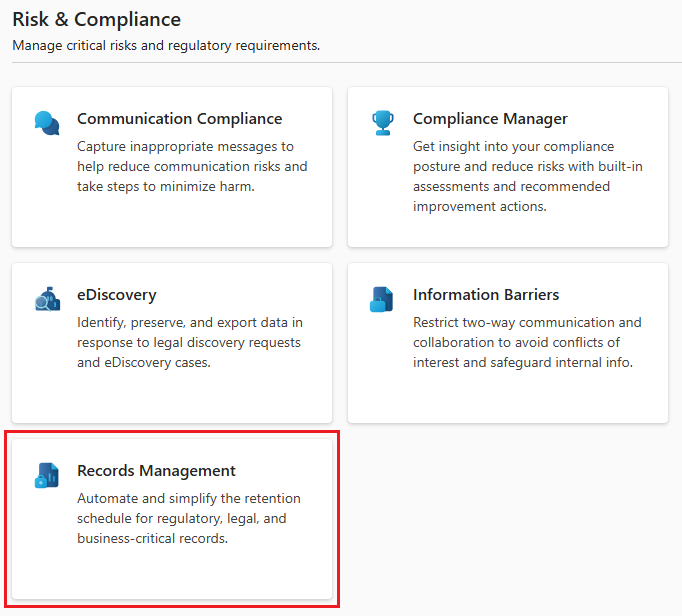 Risk & Compliance
Manage critical risks and regulatory requirements.
Communication Compliance
Capture inappropriate messages to
help reduce communication risks and
take steps to minimize harm.
Compliance Manager
Get insight into your compliance
posture and reduce risks with built-in
assessments and recommended
improvement actions.
eDiscovery
Identify, preserve, and export data in
response to legal discovery requests
and eDiscovery cases.
Information Barriers
Restrict two-way communication and
collaboration to avoid conflicts of
interest and safeguard internal info.
Records Management
Automate and simplify the retention
schedule for regulatory, legal, and
business-critical records.